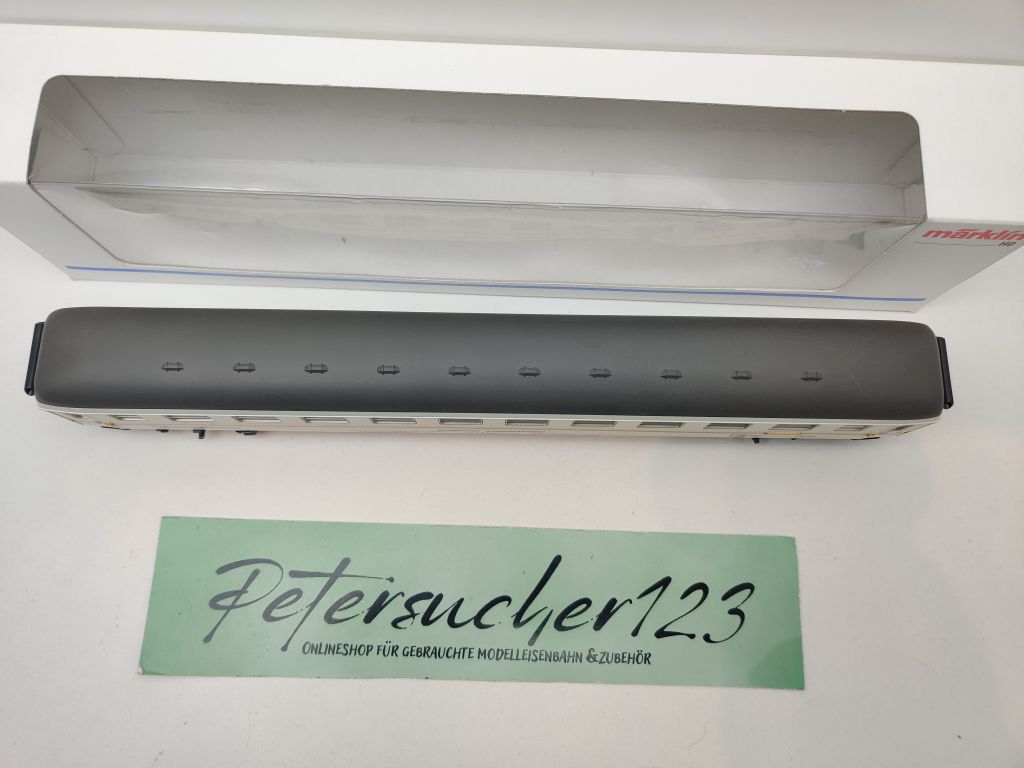 märklin
H0
Petersucher123
ONLINESHOP FÜR GEBRAUCHTE MODELLEISENBAHN & ZUBEHÖR